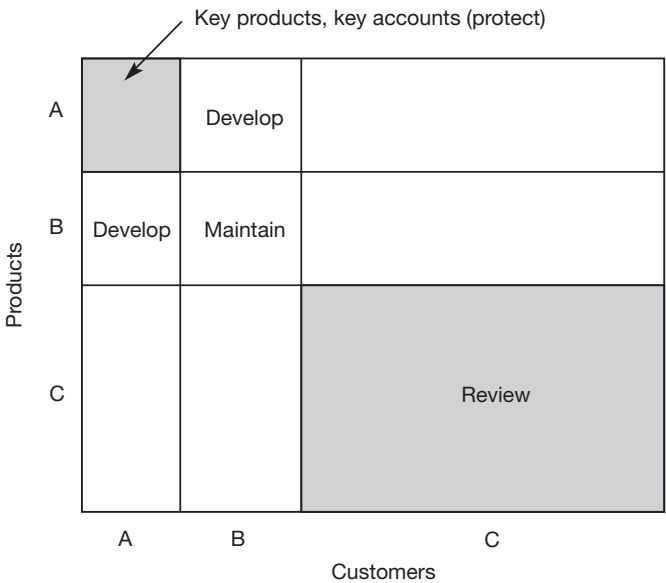 Key products, key accounts (protect)
A
Develop
B
Develop
Maintain
Products
C
Review
A
B
C
Customers